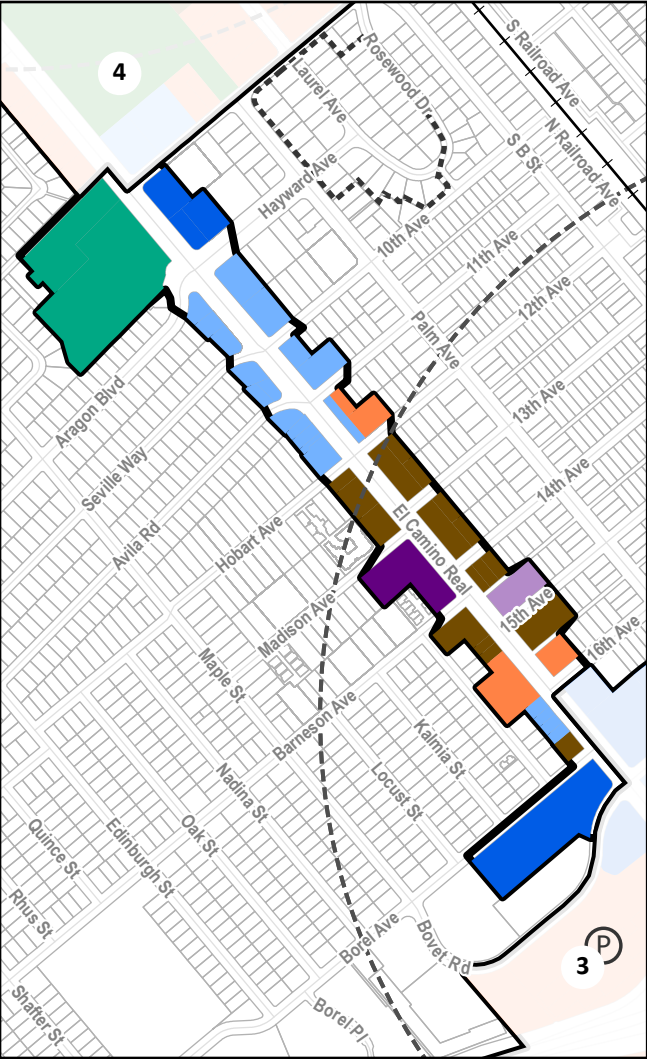 4
S Railroad Ave
Rosewood Dr
Laurel Ave
S B St
N Railroad Ave
Hayward Ave
10th Ave
11th Ave
12th Ave
Palm Ave
13th Ave
Aragon Blvd
14th Ave
Seville Way
Avila Rd
Hobart Ave
El Camino Real
15th Ave
Madison Ave
16th Ave
Maple St
Barneson Ave
Kalmia St
Nadina St
Locust St
Oak St
Quince St
Edinburgh St
Rhus St
Borel Ave
Bovet Rd
P
3
Shafter St
Borel Pl